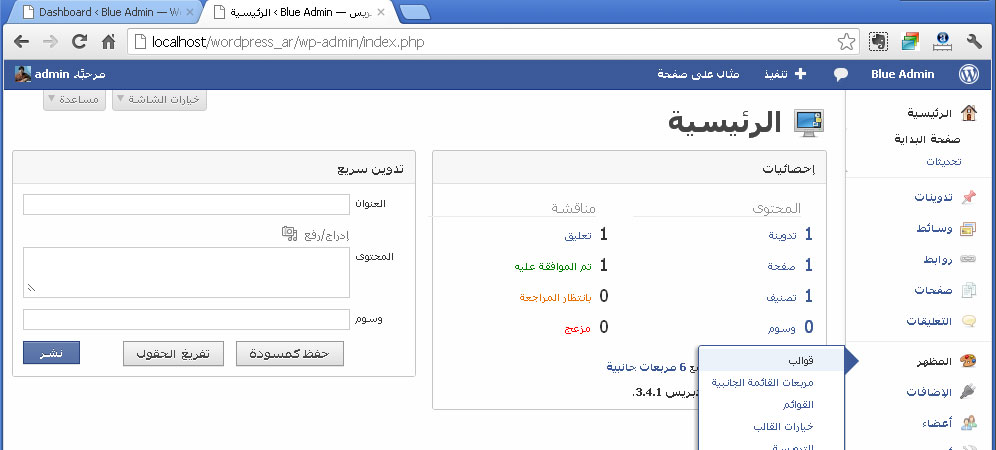 Dashboard ‹ Blue Admin — W
الرئيسية ‹ Blue Admin — يريس
localhost/wordpress_ar/wp-admin/index.php
Blue Admin
تنفيذ
مثال على صفحة
مرحبًا، admin
خيارات الشاشة
مساعدة
الرئيسية
الرئيسية
صفحة البداية
تحديثات
تدوينات
وسائط
روابط
صفحات
التعليقات
المظهر
الإضافات
أعضاء
إحصائيات
المحتوى
مناقشة
1 تدوينة
1 تعليق
1 صفحة
1 تم الموافقة عليه
1 تصنيف
0 بانتظار المراجعة
0 وسوم
0 مزعج
6 مربعات جانبية
ديريس 3.4.1.
قوالب
مربعات القائمة الجانبية
القوائم
خيارات القالب
تدوين سريع
العنوان
إدراج/رفع
المحتوى
وسوم
حفظ كمسودة
تفريغ الحقول
نشر